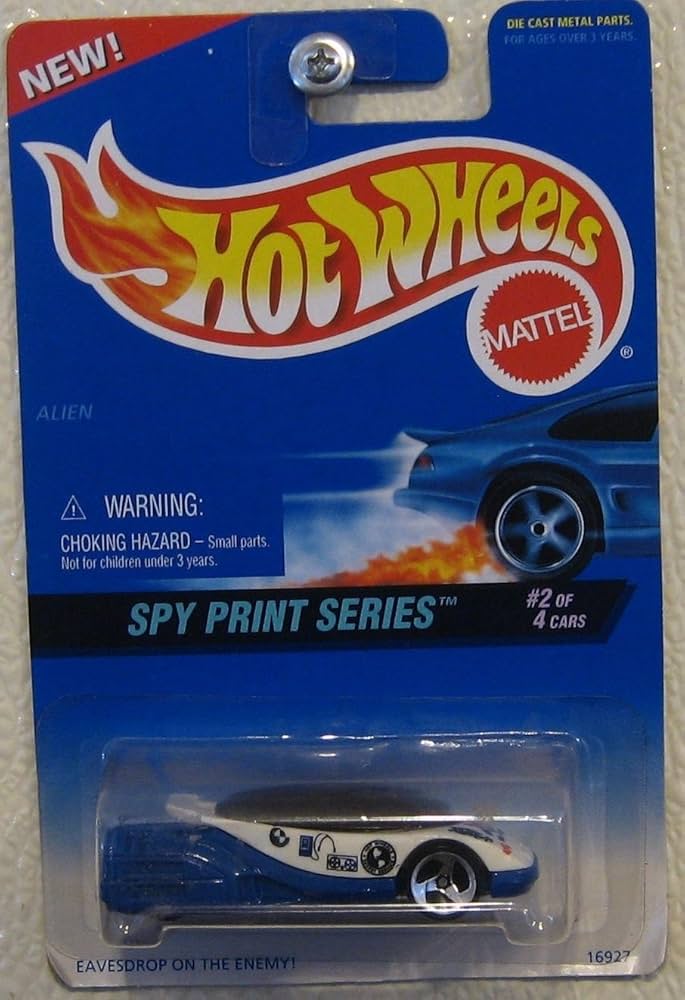 NEW!
DIE CAST METAL PARTS.
FOR AGES OVER 3 YEARS.
HOT WHEELS
MATTEL
®
ALIEN
WARNING:
CHOKING HAZARD – Small parts.
Not for children under 3 years.
SPY PRINT SERIES™
#2 OF
4 CARS
EAVESDROP ON THE ENEMY!
16927